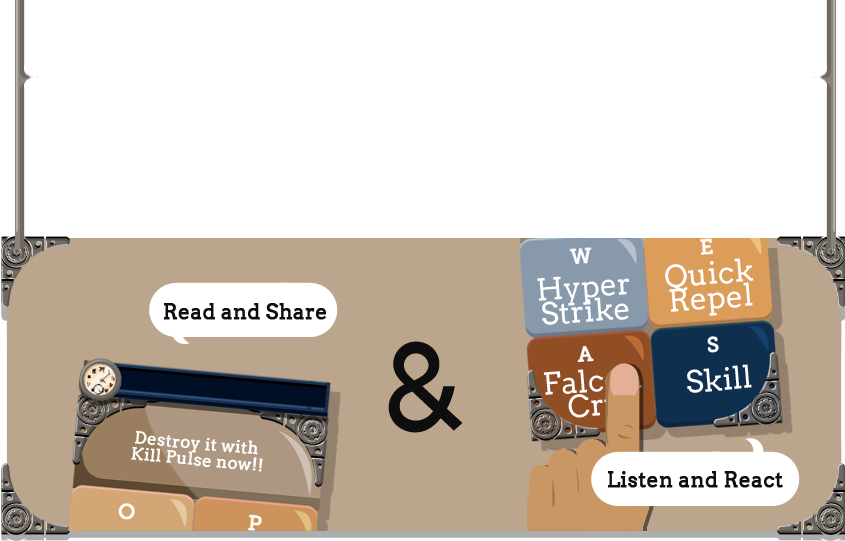 Read and Share
Destroy it with
Kill Pulse now!!
O
P
&
W
Hyper
Strike
E
Quick
Repel
A
S
Skill
Listen and React